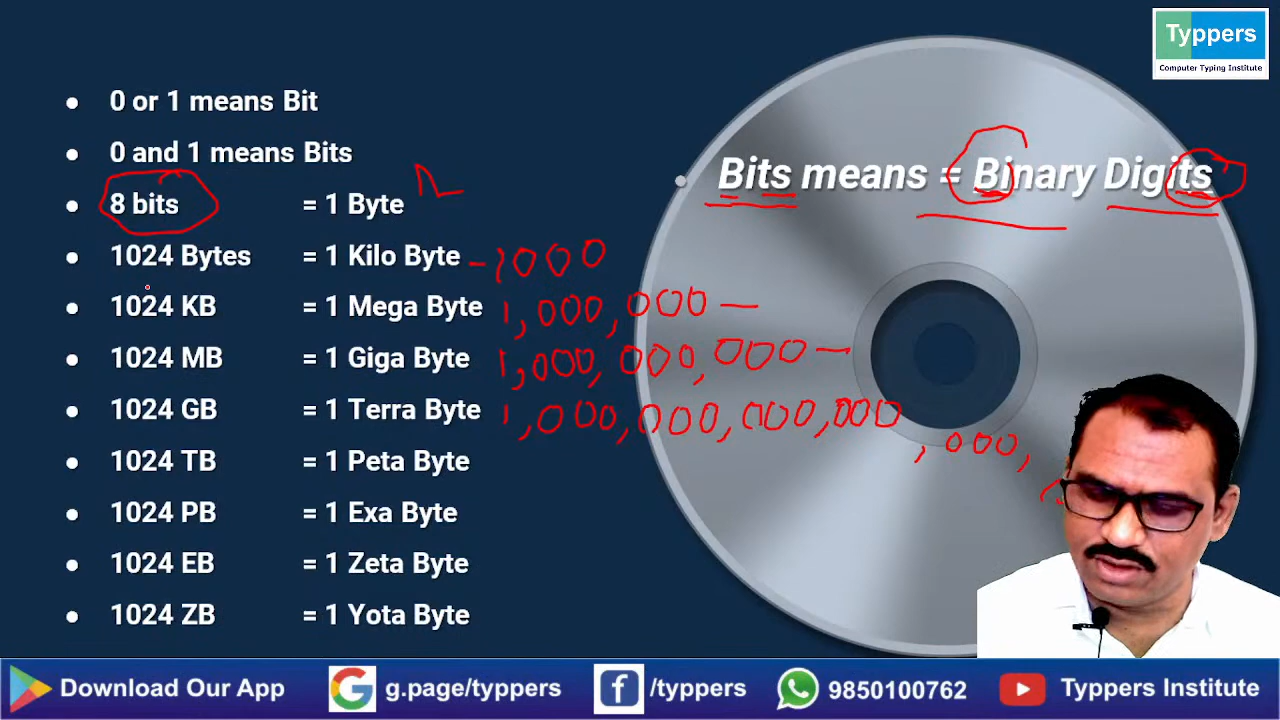 Typpers
Computer Typing Institute
• 0 or 1 means Bit
• 0 and 1 means Bits
• 8 bits = 1 Byte
• 1024 Bytes = 1 Kilo Byte -1000
• 1024 KB = 1 Mega Byte 1,000,000 —
• 1024 MB = 1 Giga Byte 1,000,000,000 —
• 1024 GB = 1 Terra Byte 1,000,000,000,000
,000,
• 1024 TB = 1 Peta Byte
• 1024 PB = 1 Exa Byte
• 1024 EB = 1 Zeta Byte
• 1024 ZB = 1 Yota Byte
• Bits means = Binary Digits
Download Our App g.page/typpers /typpers 9850100762 Typpers Institute